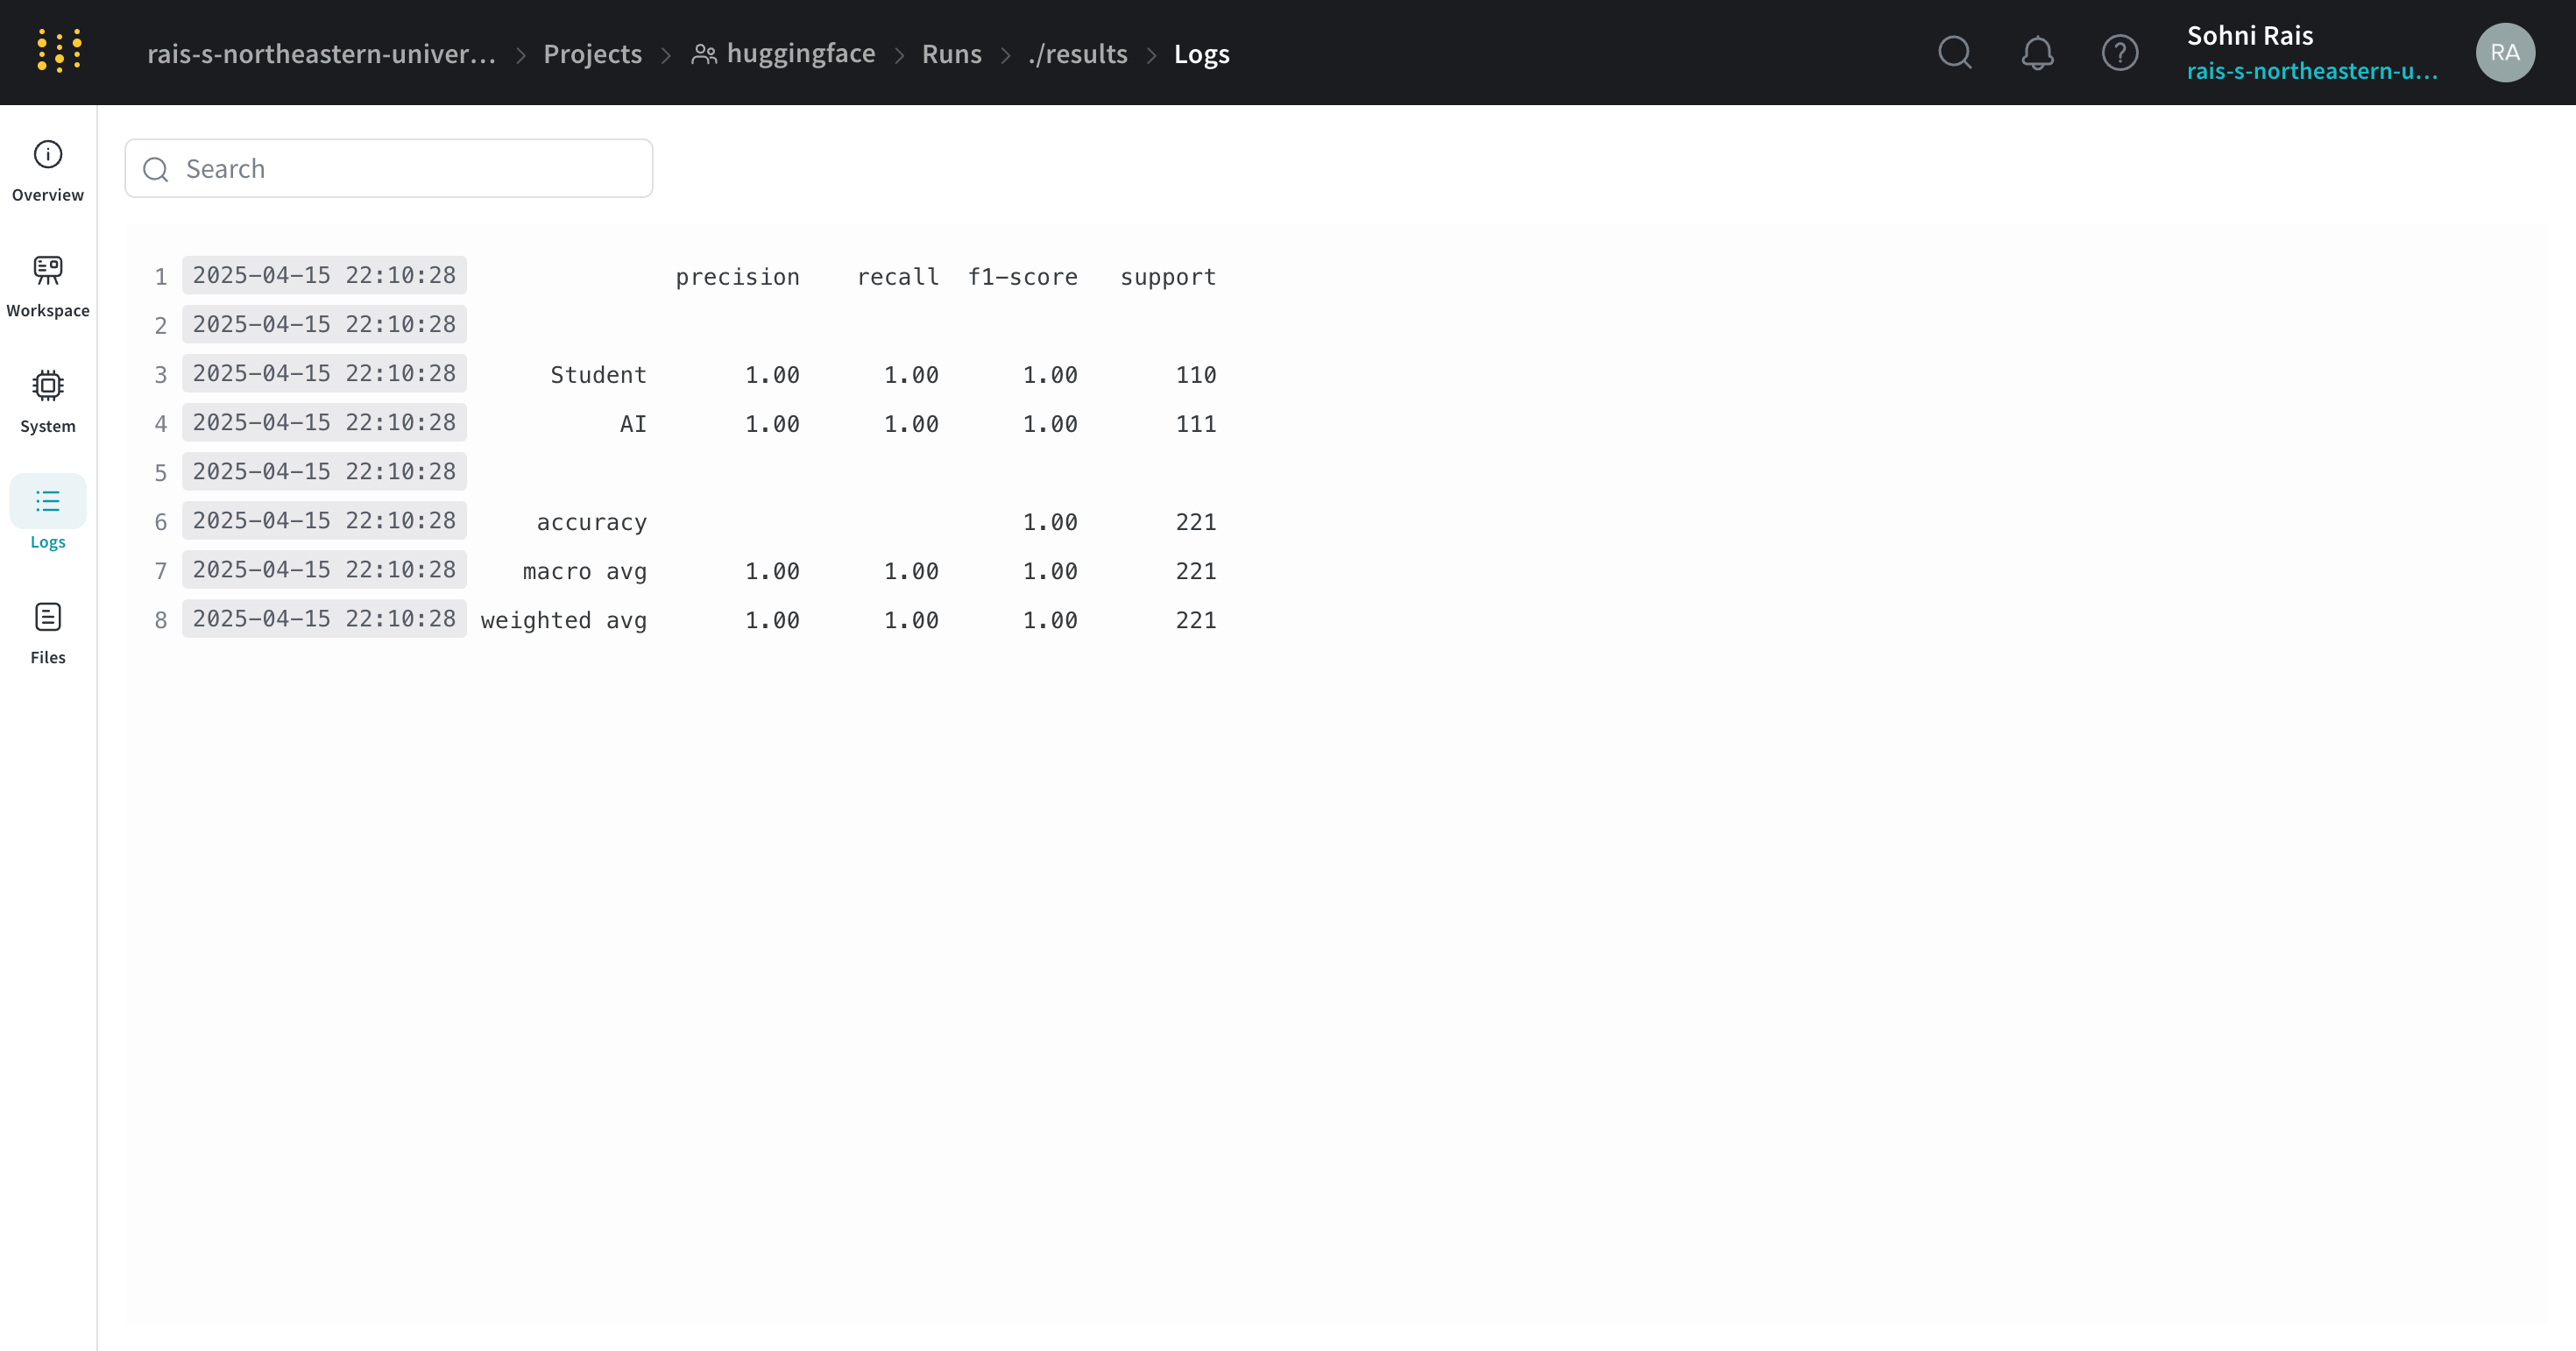 rais-s-northeastern-univer... > Projects > huggingface > Runs > ./results > Logs
Sohni Rais
rais-s-northeastern-u...
RA
Overview
Workspace
System
Logs
Files
Search
1 2025-04-15 22:10:28 precision recall f1-score support
2 2025-04-15 22:10:28
3 2025-04-15 22:10:28 Student 1.00 1.00 1.00 110
4 2025-04-15 22:10:28 AI 1.00 1.00 1.00 111
5 2025-04-15 22:10:28
6 2025-04-15 22:10:28 accuracy 1.00 221
7 2025-04-15 22:10:28 macro avg 1.00 1.00 1.00 221
8 2025-04-15 22:10:28 weighted avg 1.00 1.00 1.00 221